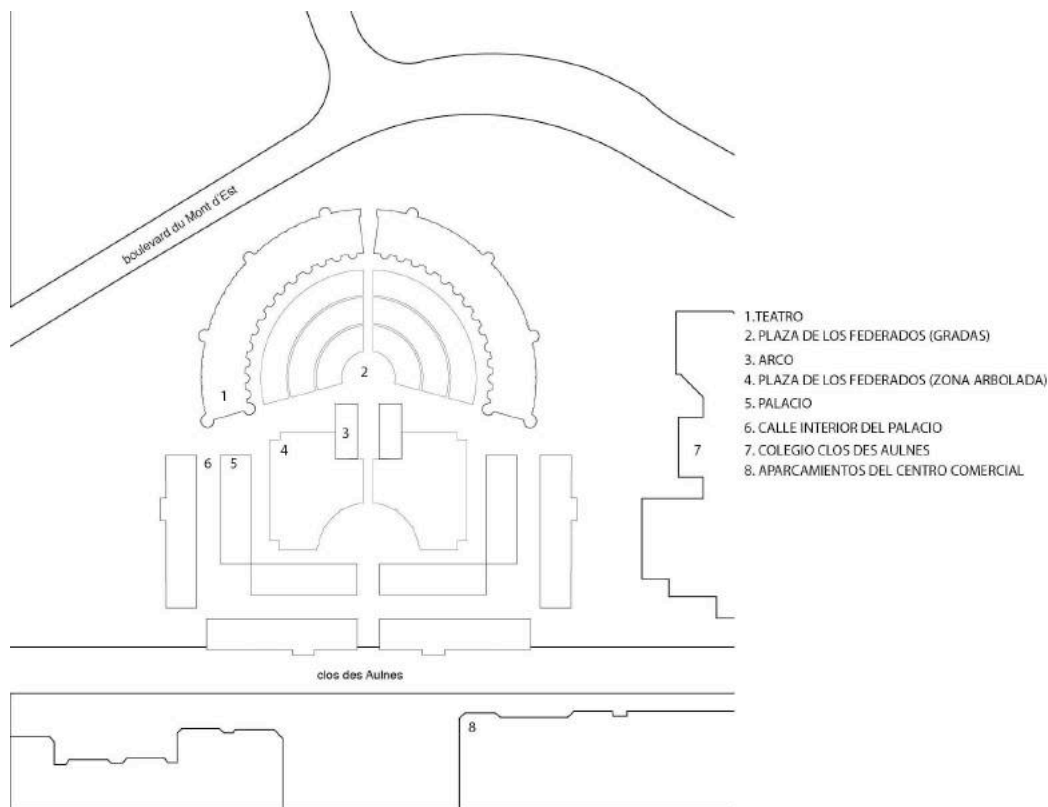 boulevard du Mont d'Est
1
2
3
4
6
5
7
8
clos des Aulnes
1.TEATRO
2. PLAZA DE LOS FEDERADOS (GRADAS)
3. ARCO
4. PLAZA DE LOS FEDERADOS (ZONA ARBOLADA)
5. PALACIO
6. CALLE INTERIOR DEL PALACIO
7. COLEGIO CLOS DES AULNES
8. APARCAMIENTOS DEL CENTRO COMERCIAL